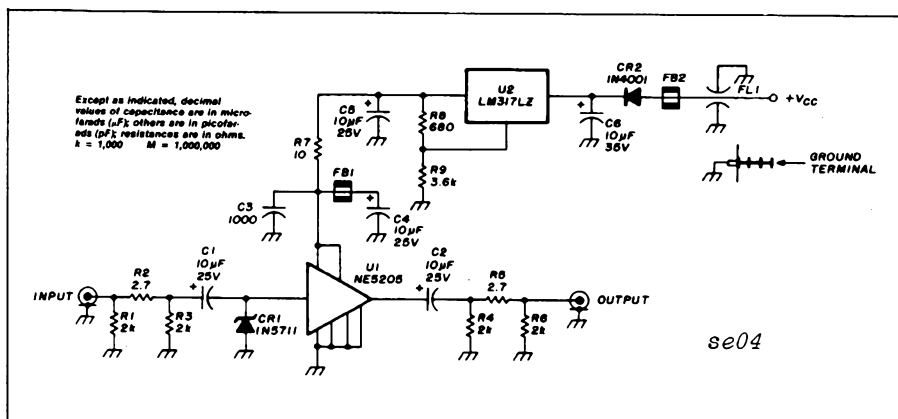 Except as indicated, decimal
values of capacitance are in micro-
farads (µF); others are in picofar-
ads (pF); resistances are in ohms.
k = 1,000 M = 1,000,000
C5
10µF
25V
R8
680
U2
LM317LZ
C6
10µF
35V
CR2
1N4001
FB2
FL1
+VCC
GROUND
TERMINAL
R7
10
R9
3.6k
C3
1000
FB1
C4
10µF
25V
INPUT
R1
2k
R2
2.7
R3
2k
C1
10µF
25V
CR1
1N5711
U1
NE5205
C2
10µF
25V
R4
2k
R5
2.7
R6
2k
OUTPUT
se04